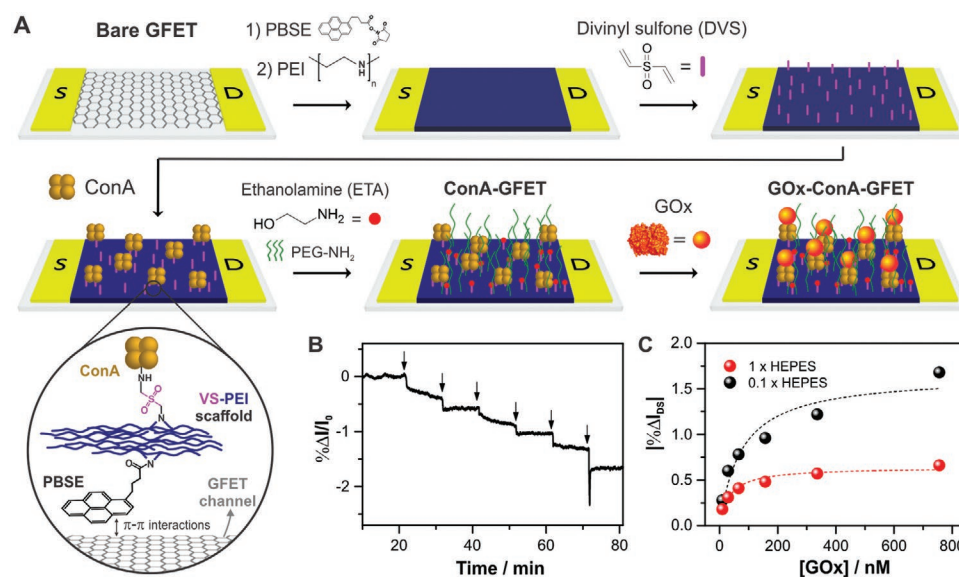 A
Bare GFET
1) PBSE
2) PEI
O
O
O
N
O
O
N
H
n
Divinyl sulfone (DVS)
O
O
S
=
S
D
S
D
ConA
Ethanolamine (ETA)
HO
NH2
=
PEG-NH2
ConA-GFET
GOx
=
GOx-ConA-GFET
S
D
S
D
S
D
ConA
NH
O
S
O
VS-PEI
scaffold
N
N
O
PBSE
GFET
channel
π-π interactions
B
%ΔI/I0
0
-1
-2
20
40
60
80
Time / min
C
|%ΔIDS|
2.0
1.5
1.0
0.5
0.0
1 x HEPES
0.1 x HEPES
0
200
400
600
800
[GOx] / nM